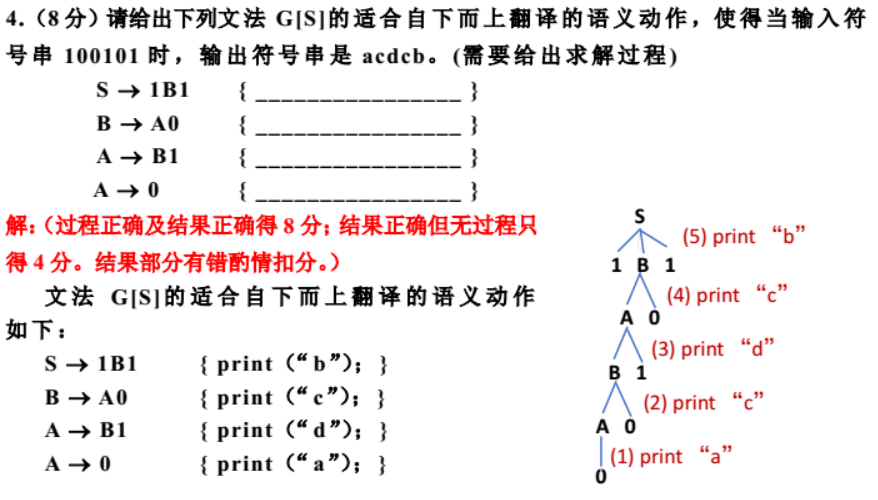 4.（8分）请给出下列文法 G[S]的适合自下而上翻译的语义动作，使得当输入符
号串 100101 时，输出符号串是 acdcb。(需要给出求解过程)
S → 1B1 { ________________ }
B → A0 { ________________ }
A → B1 { ________________ }
A → 0 { ________________ }
解：（过程正确及结果正确得 8 分；结果正确但无过程只
得 4 分。结果部分有错酌情扣分。）
文法 G[S]的适合自下而上翻译的语义动作
如下：
S → 1B1 { print（“b”）; }
B → A0 { print（“c”）; }
A → B1 { print（“d”）; }
A → 0 { print（“a”）; }
S
(5) print “b”
1 B 1
(4) print “c”
A 0
(3) print “d”
B 1
(2) print “c”
A 0
(1) print “a”
0